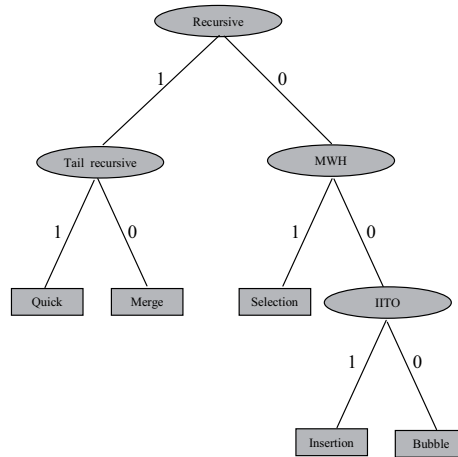 Recursive
1
0
Tail recursive
MWH
1
0
1
0
Quick
Merge
Selection
IITO
1
0
Insertion
Bubble